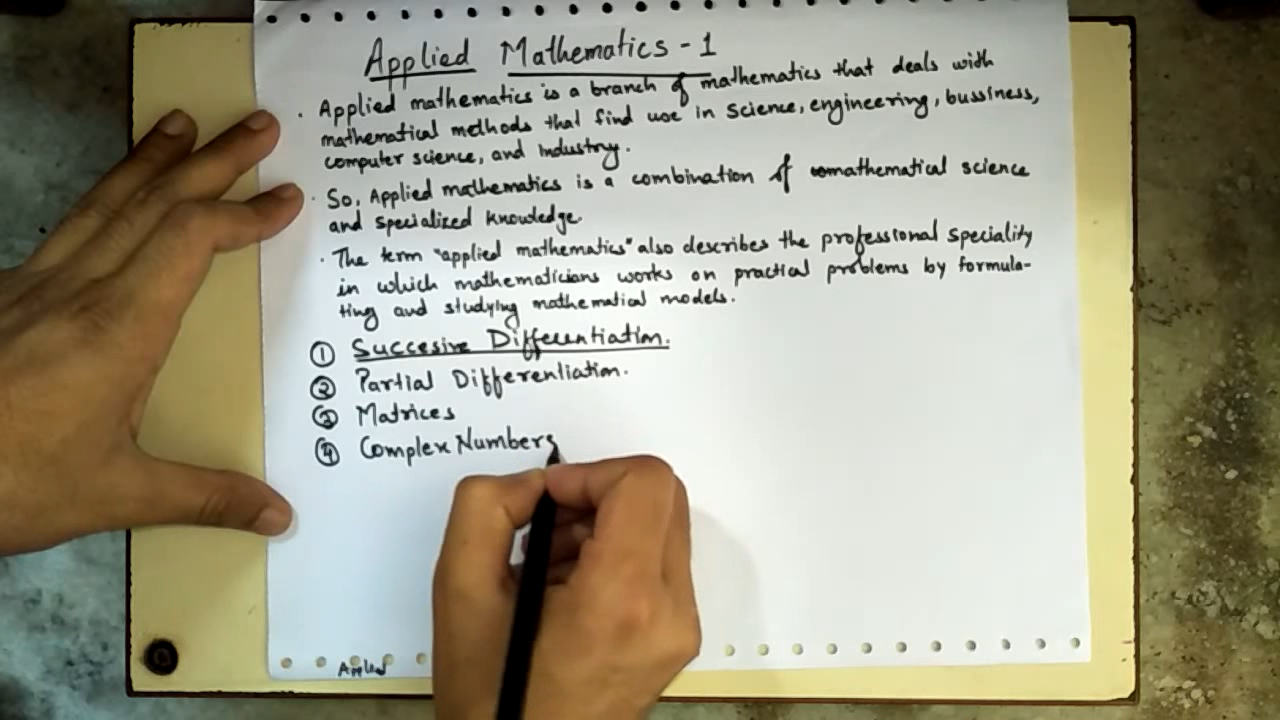 Applied Mathematics - 1
· Applied mathematics is a branch of mathematics that deals with
mathematical methods that find use in science, engineering, bussiness,
computer science, and industry.
· So, Applied mathematics is a combination of mathematical science
and specialized knowledge.
· The term "applied mathematics" also describes the professional speciality
in which mathematicians works on practical problems by formula-
ting and studying mathematical models.
① Succesive Differentiation.
② Partial Differentiation.
③ Matrices
④ Complex Numbers
Applied